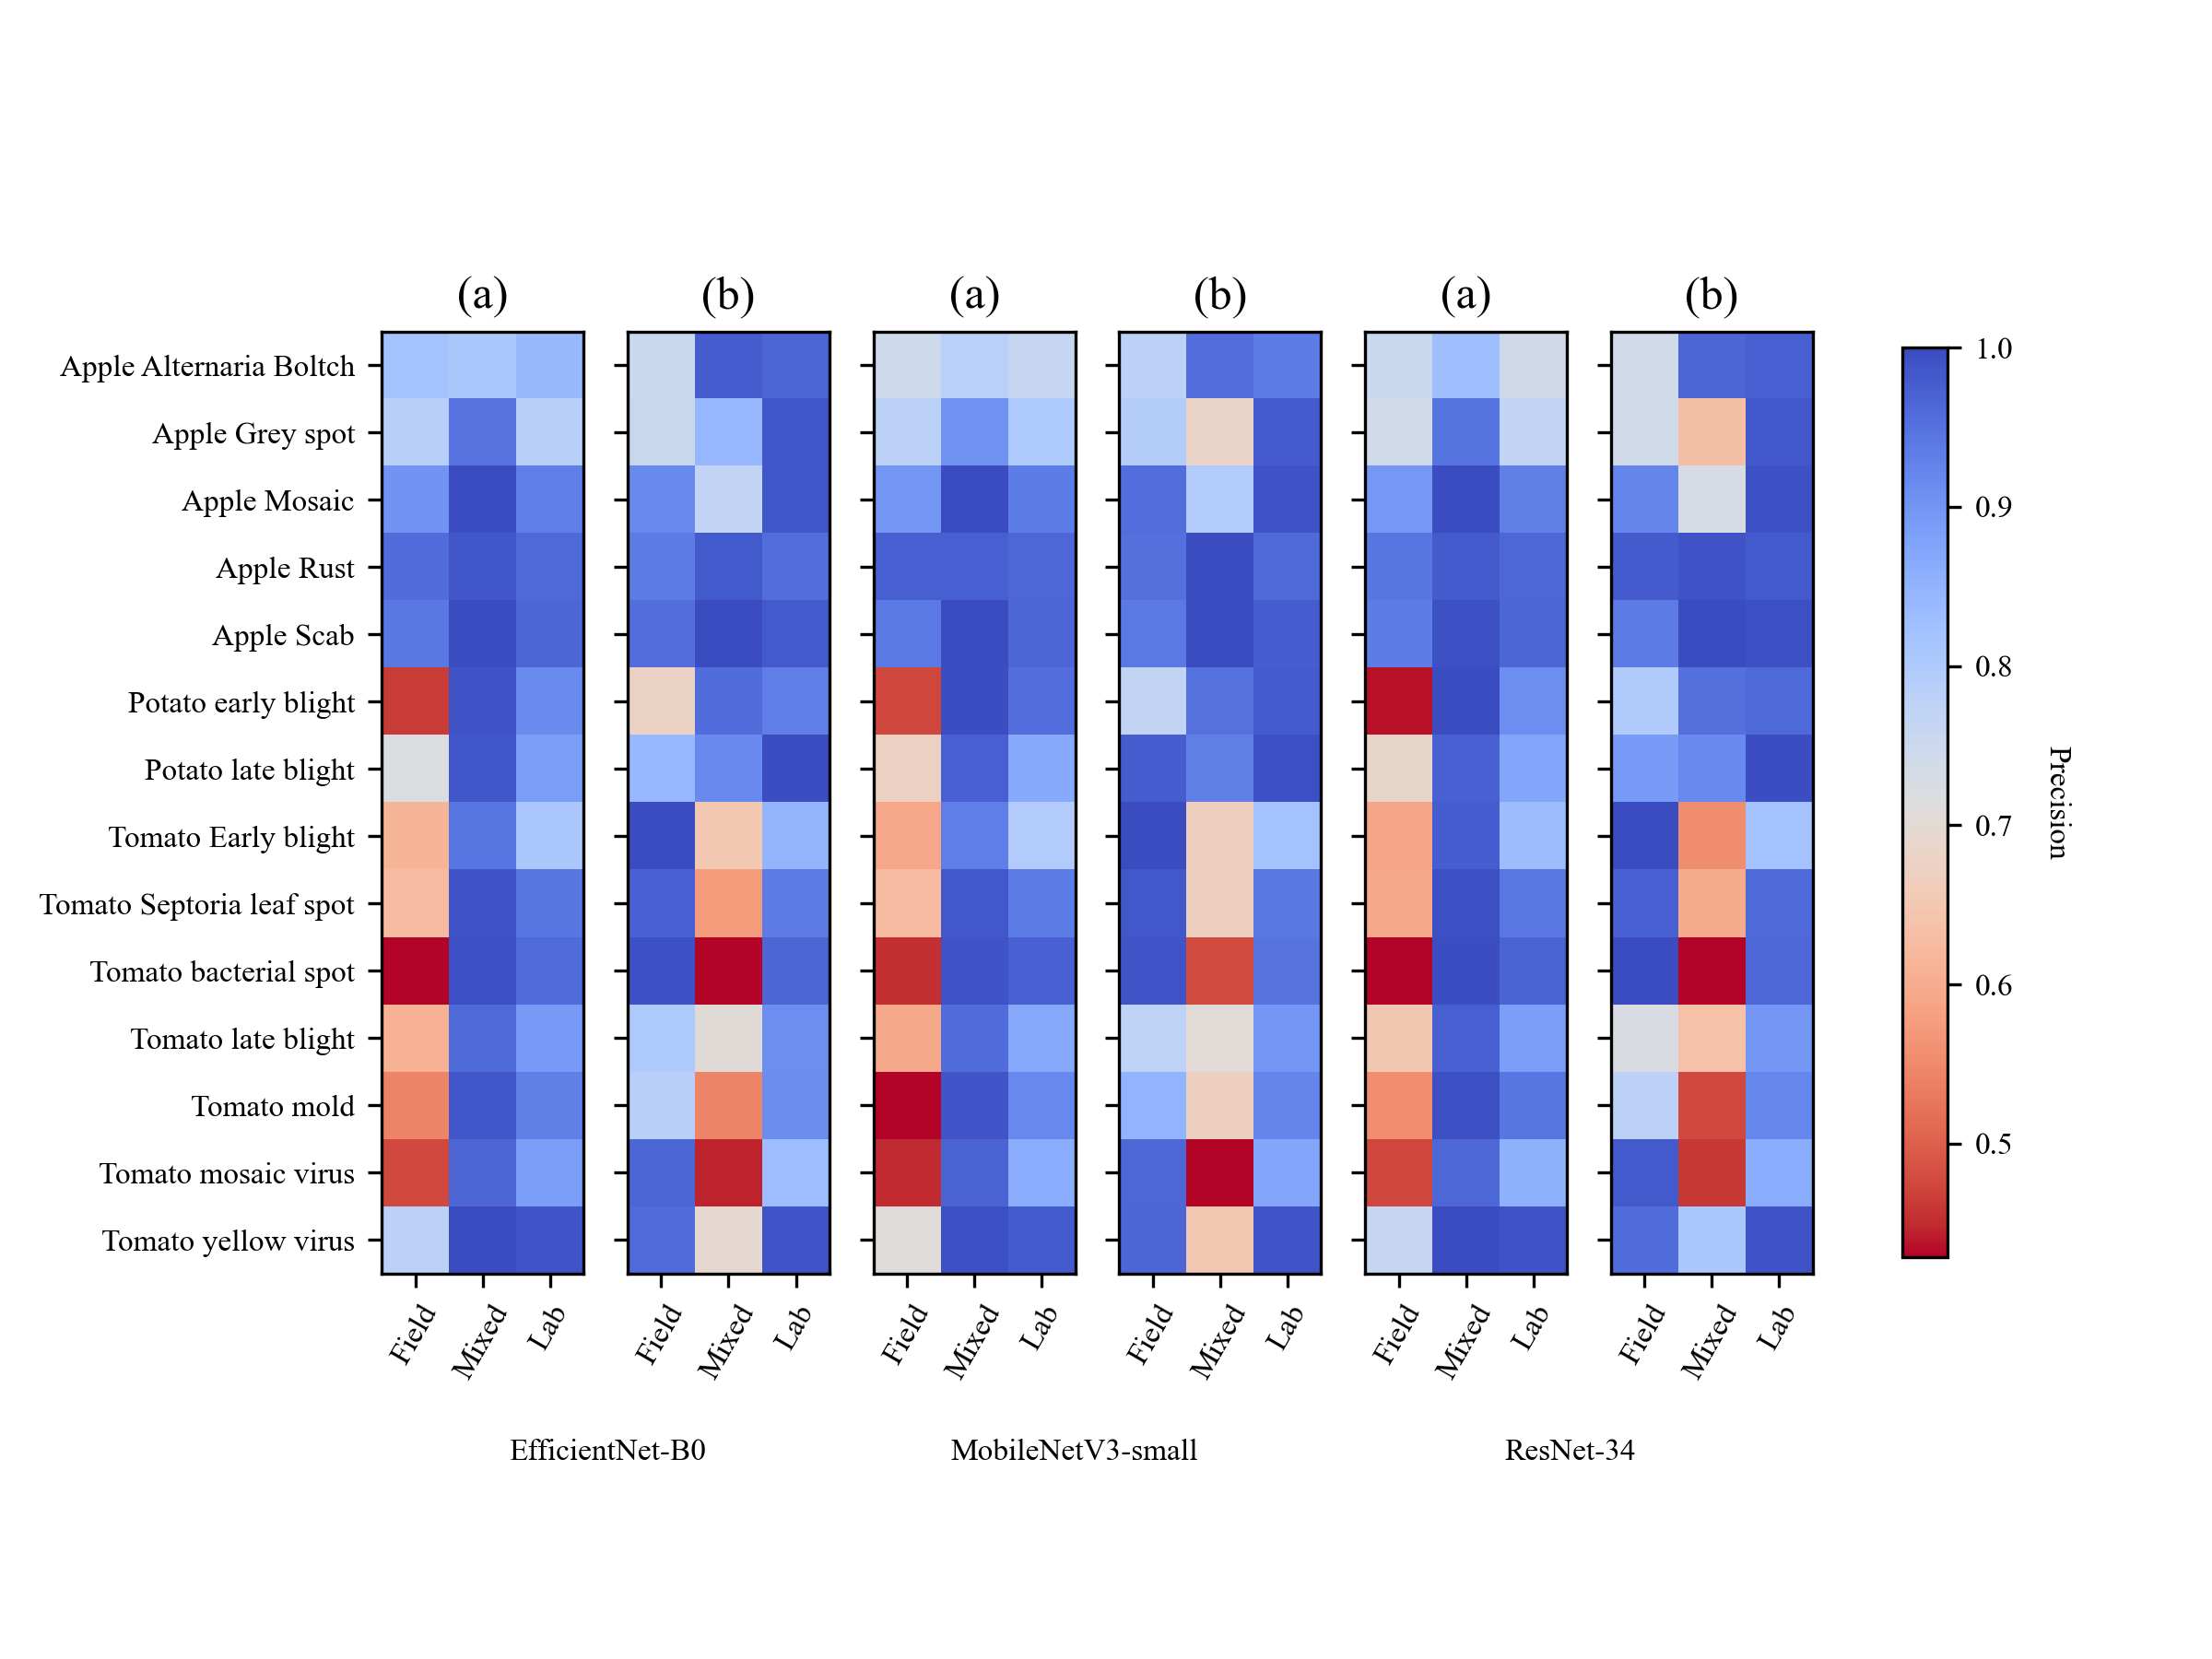 (a) (b) (a) (b) (a) (b)
Apple Alternaria Boltch
Apple Grey spot
Apple Mosaic
Apple Rust
Apple Scab
Potato early blight
Potato late blight
Tomato Early blight
Tomato Septoria leaf spot
Tomato bacterial spot
Tomato late blight
Tomato mold
Tomato mosaic virus
Tomato yellow virus
1.0
0.9
0.8
0.7
0.6
0.5
Precision
Field Mixed Lab Field Mixed Lab Field Mixed Lab Field Mixed Lab Field Mixed Lab Field Mixed Lab
EfficientNet-B0 MobileNetV3-small ResNet-34